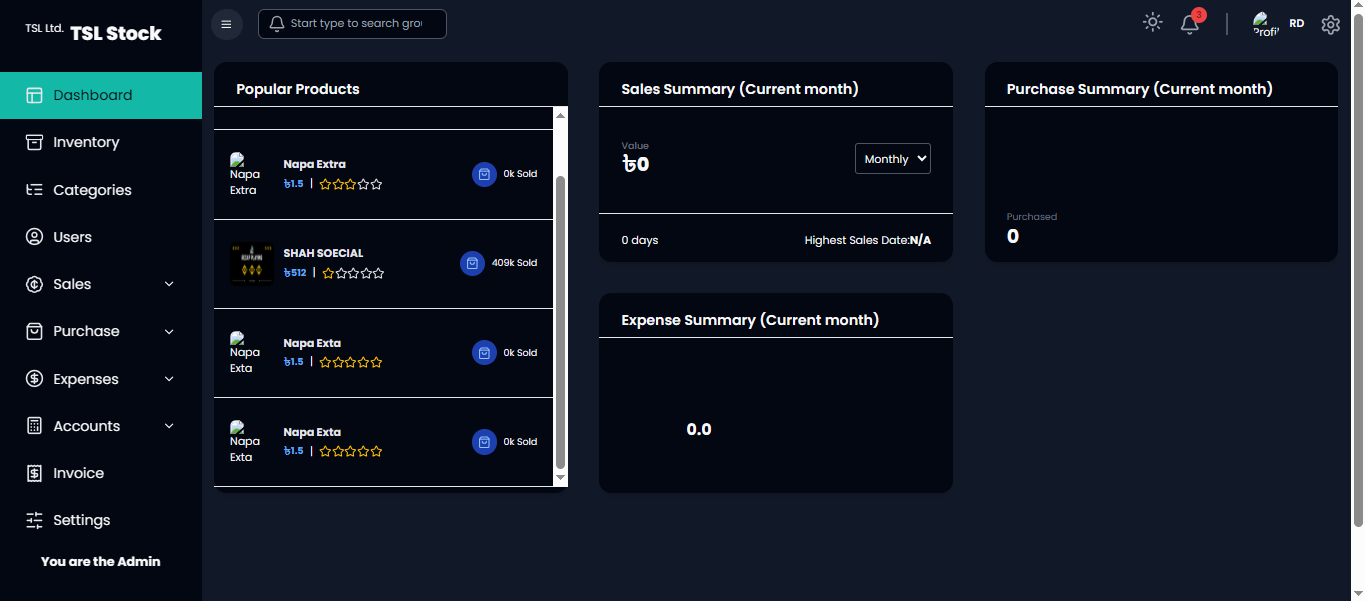 TSL Ltd. TSL Stock
Start type to search grou
3
Profil
RD
Dashboard
Inventory
Categories
Users
Sales
Purchase
Expenses
Accounts
Invoice
Settings
You are the Admin
Popular Products
Napa
Extra
Napa Extra
৳1.5 |
0k Sold
SHAH SOECIAL
৳512 |
409k Sold
Napa
Exta
Napa Exta
৳1.5 |
0k Sold
Napa
Exta
Napa Exta
৳1.5 |
0k Sold
Sales Summary (Current month)
Value
৳0
Monthly
0 days
Highest Sales Date:N/A
Purchase Summary (Current month)
Purchased
0
Expense Summary (Current month)
0.0